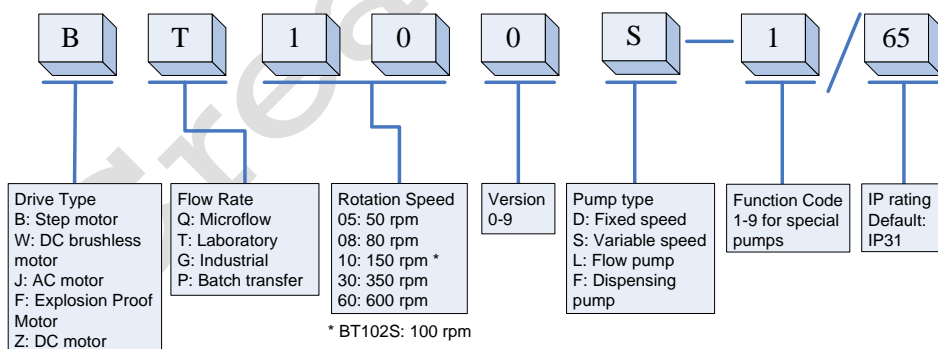 B T 1 0 0 S 1 / 65
Drive Type
B: Step motor
W: DC brushless
motor
J: AC motor
F: Explosion Proof
Motor
Z: DC motor
Flow Rate
Q: Microflow
T: Laboratory
G: Industrial
P: Batch transfer
Rotation Speed
05: 50 rpm
08: 80 rpm
10: 150 rpm *
30: 350 rpm
60: 600 rpm
* BT102S: 100 rpm
Version
0-9
Pump type
D: Fixed speed
S: Variable speed
L: Flow pump
F: Dispensing
pump
Function Code
1-9 for special
pumps
IP rating
Default:
IP31